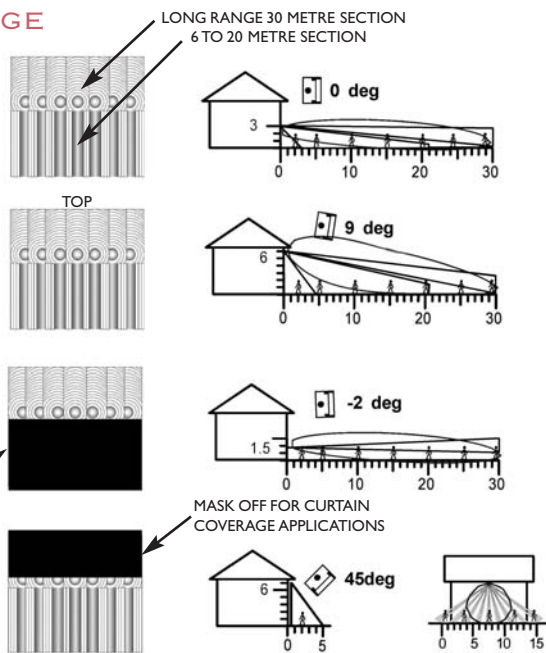 GE
LONG RANGE 30 METRE SECTION
6 TO 20 METRE SECTION
0 deg
3
0 10 20 30
TOP
9 deg
6
0 10 20 30
-2 deg
1.5
0 10 20 30
MASK OFF FOR CURTAIN
COVERAGE APPLICATIONS
45deg
6
0 5
0 5 10 15